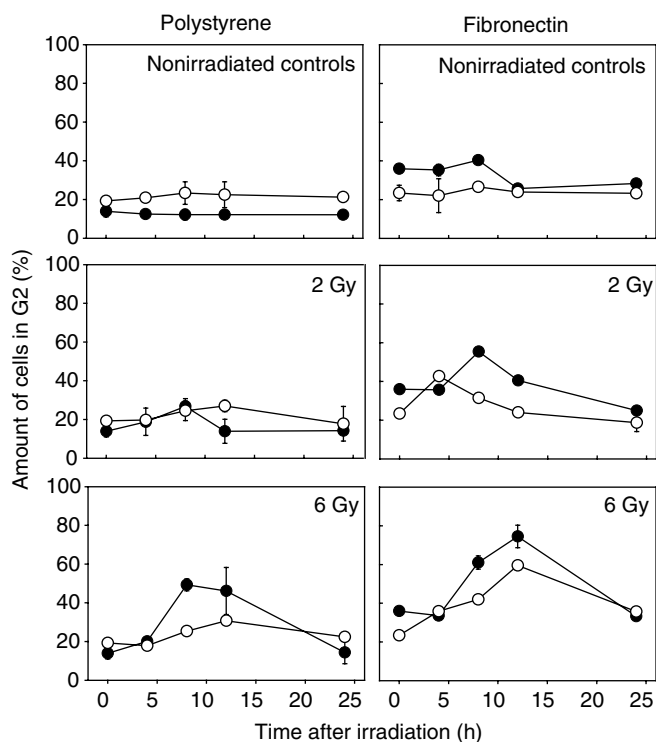 Polystyrene
Fibronectin
100
80
60
40
20
0
Nonirradiated controls
Nonirradiated controls
100
80
60
40
20
0
2 Gy
2 Gy
100
80
60
40
20
0
6 Gy
6 Gy
Amount of cells in G2 (%)
0 5 10 15 20 25
0 5 10 15 20 25
Time after irradiation (h)